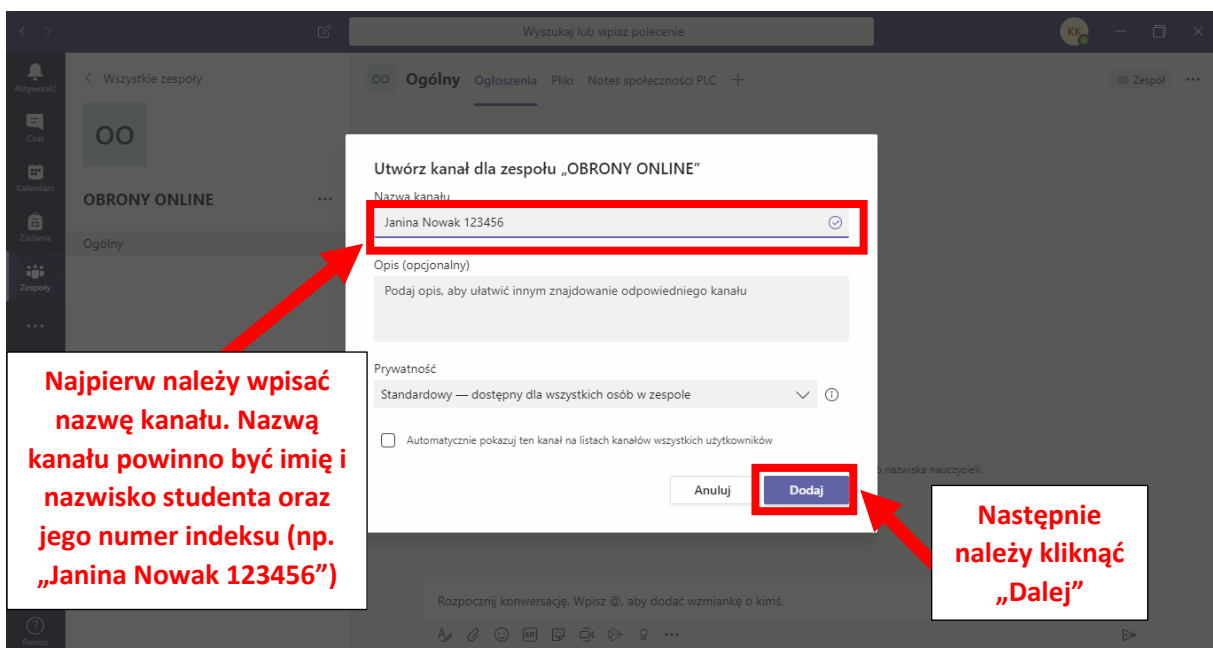 Wyszukaj lub wpisz polecenie
KK
Aktywność
Czat
Kalendarz
Zadania
Zespoły
Pomoc
Wszystkie zespoły
OO
OBRONY ONLINE
Ogólny
OO Ogólny Ogłoszenia Pliki Notes społeczności PLC
Zespół
Utwórz kanał dla zespołu „OBRONY ONLINE”
Nazwa kanału
Janina Nowak 123456
Opis (opcjonalny)
Podaj opis, aby ułatwić innym znajdowanie odpowiedniego kanału
Prywatność
Standardowy — dostępny dla wszystkich osób w zespole
Automatycznie pokazuj ten kanał na listach kanałów wszystkich użytkowników
Anuluj Dodaj
nazwiska nauczycieli.
Najpierw należy wpisać
nazwę kanału. Nazwą
kanału powinno być imię i
nazwisko studenta oraz
jego numer indeksu (np.
„Janina Nowak 123456”)
Następnie
należy kliknąć
„Dalej”
Rozpocznij konwersację. Wpisz @, aby dodać wzmiankę o kimś.
GIF